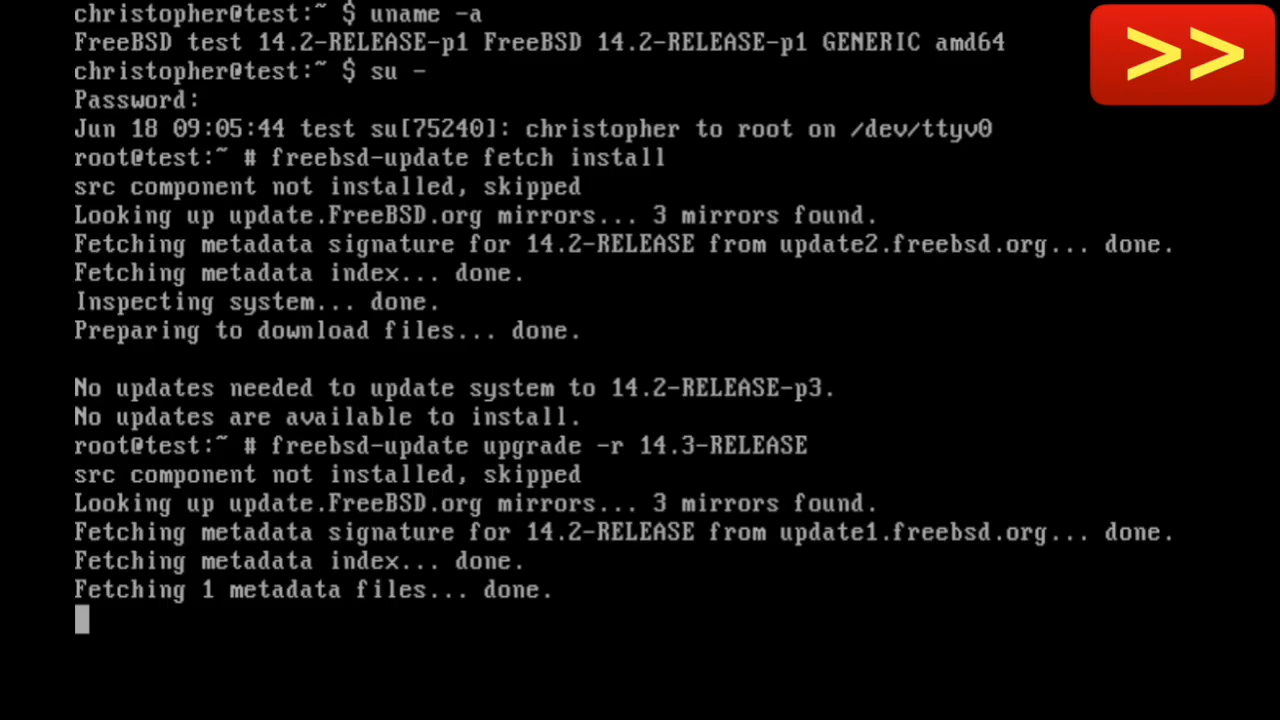 christopher@test:~ $ uname -a
FreeBSD test 14.2-RELEASE-p1 FreeBSD 14.2-RELEASE-p1 GENERIC amd64
christopher@test:~ $ su -
Password:
Jun 18 09:05:44 test su[75240]: christopher to root on /dev/ttyv0
root@test:~ # freebsd-update fetch install
src component not installed, skipped
Looking up update.FreeBSD.org mirrors... 3 mirrors found.
Fetching metadata signature for 14.2-RELEASE from update2.freebsd.org... done.
Fetching metadata index... done.
Inspecting system... done.
Preparing to download files... done.

No updates needed to update system to 14.2-RELEASE-p3.
No updates are available to install.
root@test:~ # freebsd-update upgrade -r 14.3-RELEASE
src component not installed, skipped
Looking up update.FreeBSD.org mirrors... 3 mirrors found.
Fetching metadata signature for 14.2-RELEASE from update1.freebsd.org... done.
Fetching metadata index... done.
Fetching 1 metadata files... done.
>>